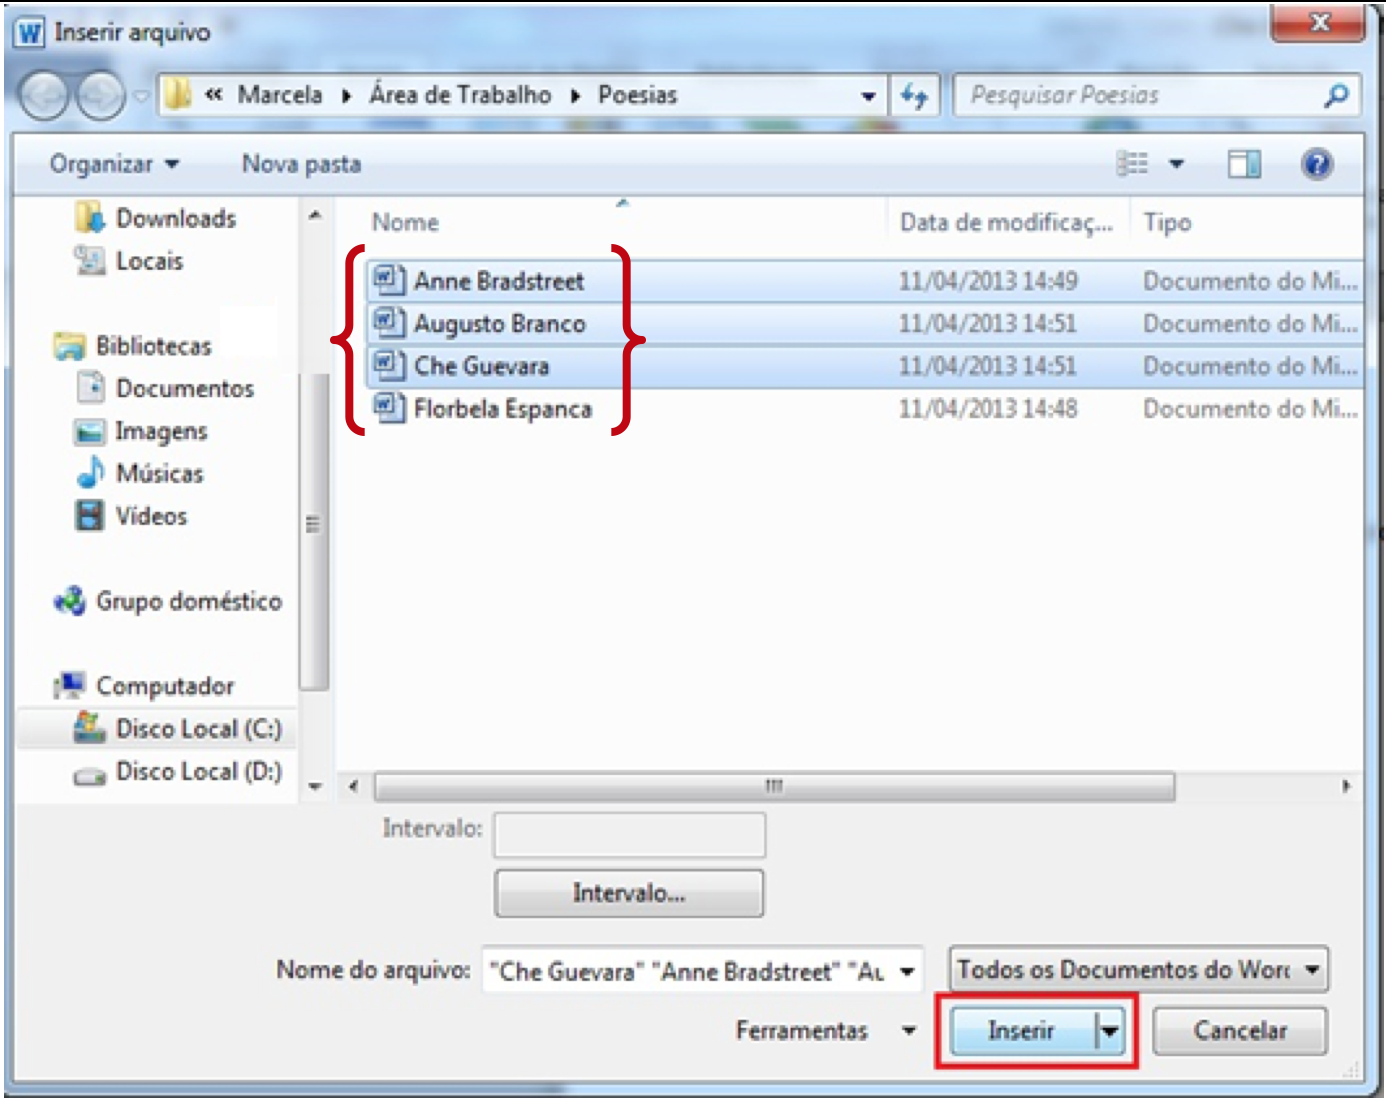 Inserir arquivo
« Marcela Área de Trabalho Poesias Pesquisar Poesias
Organizar Nova pasta
Downloads
Locais
Bibliotecas
Documentos
Imagens
Músicas
Vídeos
Grupo doméstico
Computador
Disco Local (C:)
Disco Local (D:)
Nome Data de modificaç... Tipo
Anne Bradstreet 11/04/2013 14:49 Documento do Mi...
Augusto Branco 11/04/2013 14:51 Documento do Mi...
Che Guevara 11/04/2013 14:51 Documento do Mi...
Florbela Espanca 11/04/2013 14:48 Documento do Mi...
Intervalo:
Intervalo...
Nome do arquivo: "Che Guevara" "Anne Bradstreet" "Au Todos os Documentos do Wor
Ferramentas Inserir Cancelar